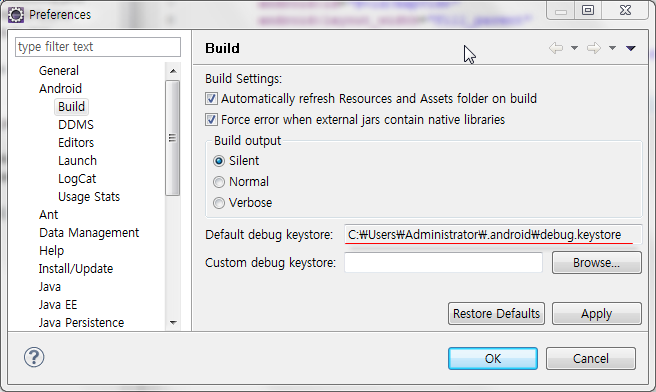 Preferences
android:layout_width="fill_parent"
type filter text
General
Android
Build
DDMS
Editors
Launch
LogCat
Usage Stats
Ant
Data Management
Help
Install/Update
Java
Java EE
Java Persistence
Build
Build Settings:
Automatically refresh Resources and Assets folder on build
Force error when external jars contain native libraries
Build output
Silent
Normal
Verbose
Default debug keystore: C:₩Users₩Administrator₩.android₩debug.keystore
Custom debug keystore: Browse...
Restore Defaults Apply
OK Cancel